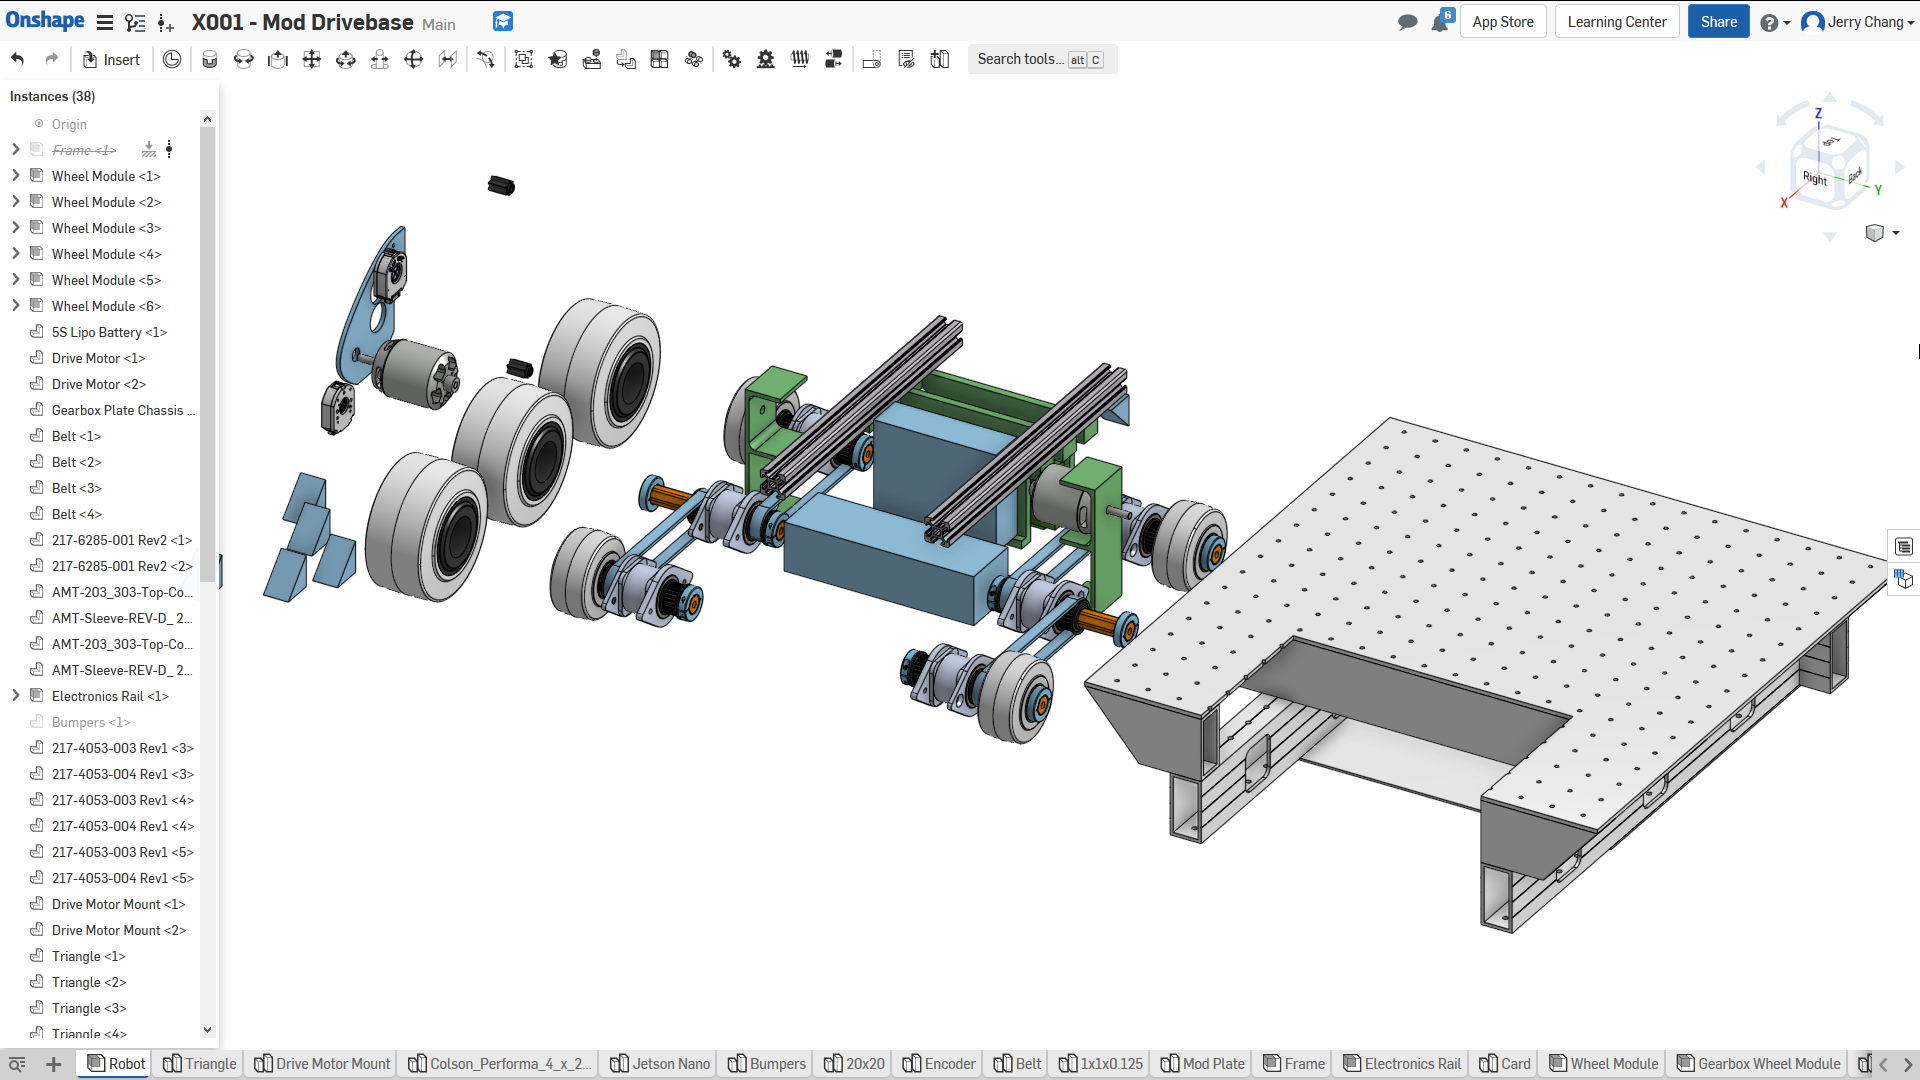 Onshape
X001 - Mod Drivebase Main
6
App Store
Learning Center
Share
Jerry Chang
Insert
Search tools... alt C
Instances (38)
Origin
Frame <1>
Wheel Module <1>
Wheel Module <2>
Wheel Module <3>
Wheel Module <4>
Wheel Module <5>
Wheel Module <6>
5S Lipo Battery <1>
Drive Motor <1>
Drive Motor <2>
Gearbox Plate Chassis ...
Belt <1>
Belt <2>
Belt <3>
Belt <4>
217-6285-001 Rev2 <1>
217-6285-001 Rev2 <2>
AMT-203_303-Top-Co...
AMT-Sleeve-REV-D_ 2...
AMT-203_303-Top-Co...
AMT-Sleeve-REV-D_ 2...
Electronics Rail <1>
Bumpers <1>
217-4053-003 Rev1 <3>
217-4053-004 Rev1 <3>
217-4053-003 Rev1 <4>
217-4053-004 Rev1 <4>
217-4053-003 Rev1 <5>
217-4053-004 Rev1 <5>
Drive Motor Mount <1>
Drive Motor Mount <2>
Triangle <1>
Triangle <2>
Triangle <3>
Triangle <4>
Z
Top
Right
Back
X
Y
Robot
Triangle
Drive Motor Mount
Colson_Performa_4_x_2...
Jetson Nano
Bumpers
20x20
Encoder
Belt
1x1x0.125
Mod Plate
Frame
Electronics Rail
Card
Wheel Module
Gearbox Wheel Module